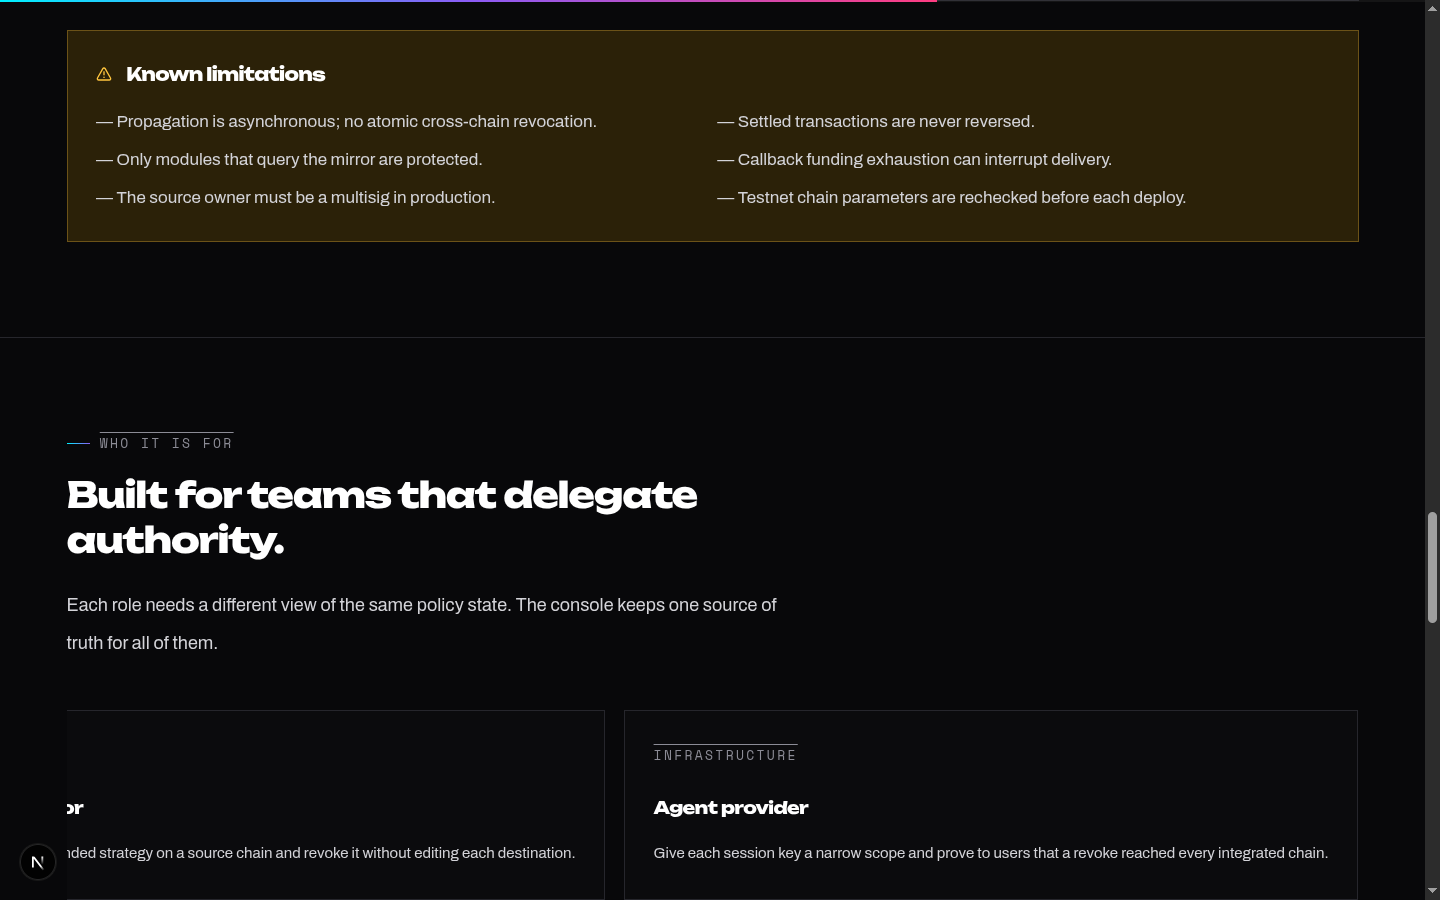 Known limitations
— Propagation is asynchronous; no atomic cross-chain revocation.
— Settled transactions are never reversed.
— Only modules that query the mirror are protected.
— Callback funding exhaustion can interrupt delivery.
— The source owner must be a multisig in production.
— Testnet chain parameters are rechecked before each deploy.
WHO IT IS FOR
Built for teams that delegate
authority.
Each role needs a different view of the same policy state. The console keeps one source of
truth for all of them.
or
nded strategy on a source chain and revoke it without editing each destination.
INFRASTRUCTURE
Agent provider
Give each session key a narrow scope and prove to users that a revoke reached every integrated chain.
N